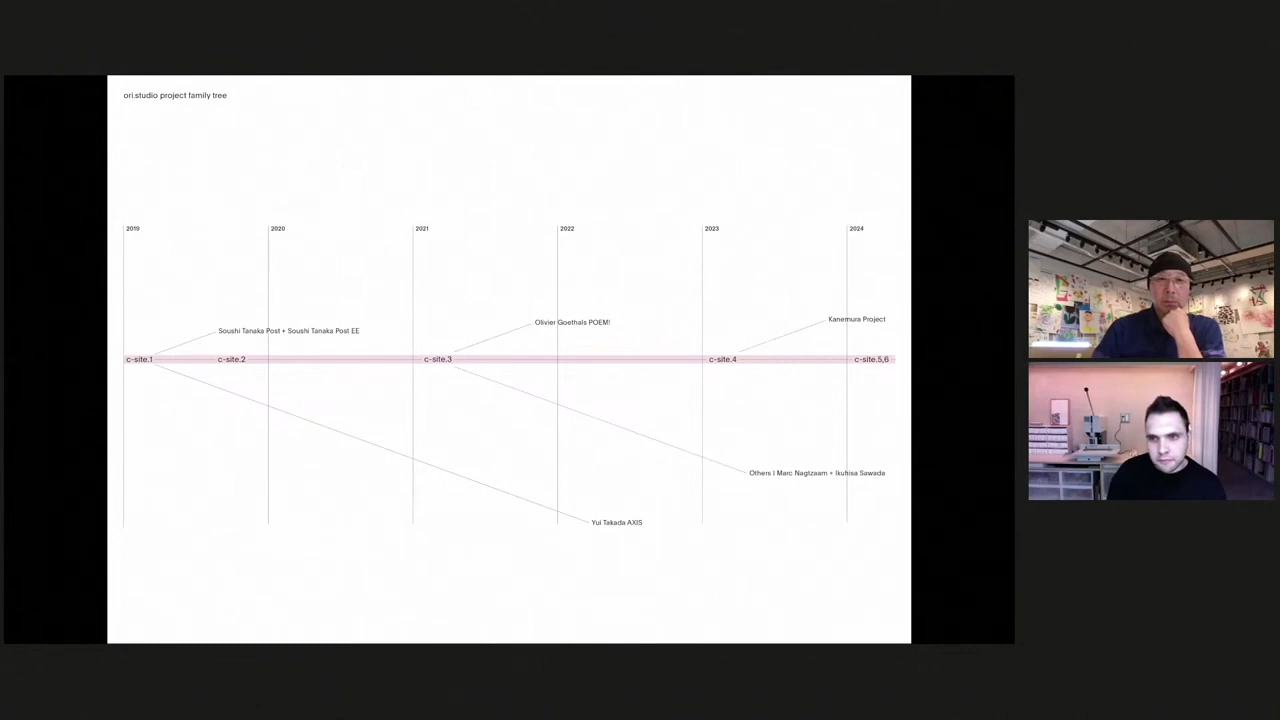 ori.studio project family tree
2019
2020
2021
2022
2023
2024
Soushi Tanaka Post + Soushi Tanaka Post EE
Olivier Goethals POEM!
Kanemura Project
c-site.1
c-site.2
c-site.3
c-site.4
c-site.5,6
Others | Marc Nagtzaam + Ikuhisa Sawada
Yui Takada AXIS